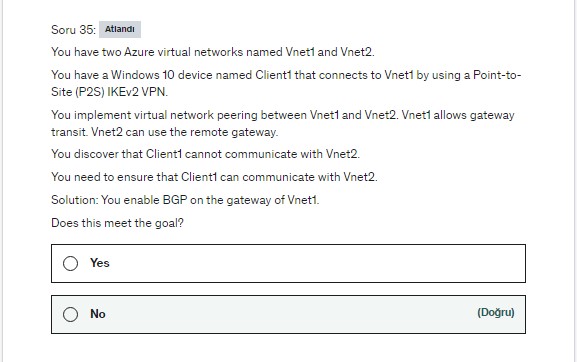 Soru 35: Atlandı
You have two Azure virtual networks named Vnet1 and Vnet2.
You have a Windows 10 device named Client1 that connects to Vnet1 by using a Point-to-
Site (P2S) IKEv2 VPN.
You implement virtual network peering between Vnet1 and Vnet2. Vnet1 allows gateway
transit. Vnet2 can use the remote gateway.
You discover that Client1 cannot communicate with Vnet2.
You need to ensure that Client1 can communicate with Vnet2.
Solution: You enable BGP on the gateway of Vnet1.
Does this meet the goal?
Yes
No (Doğru)